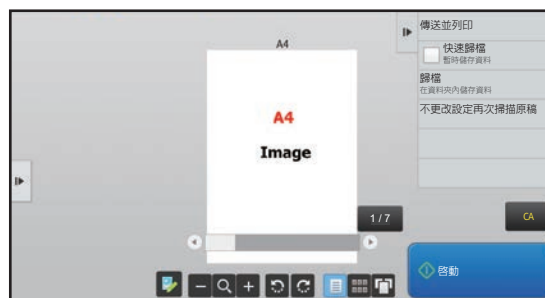 A4
A4
Image
1/7
傳送並列印
快速歸檔
暫時儲存資料
歸檔
在資料夾內儲存資料
不更改設定再次掃描原稿
CA
啓動